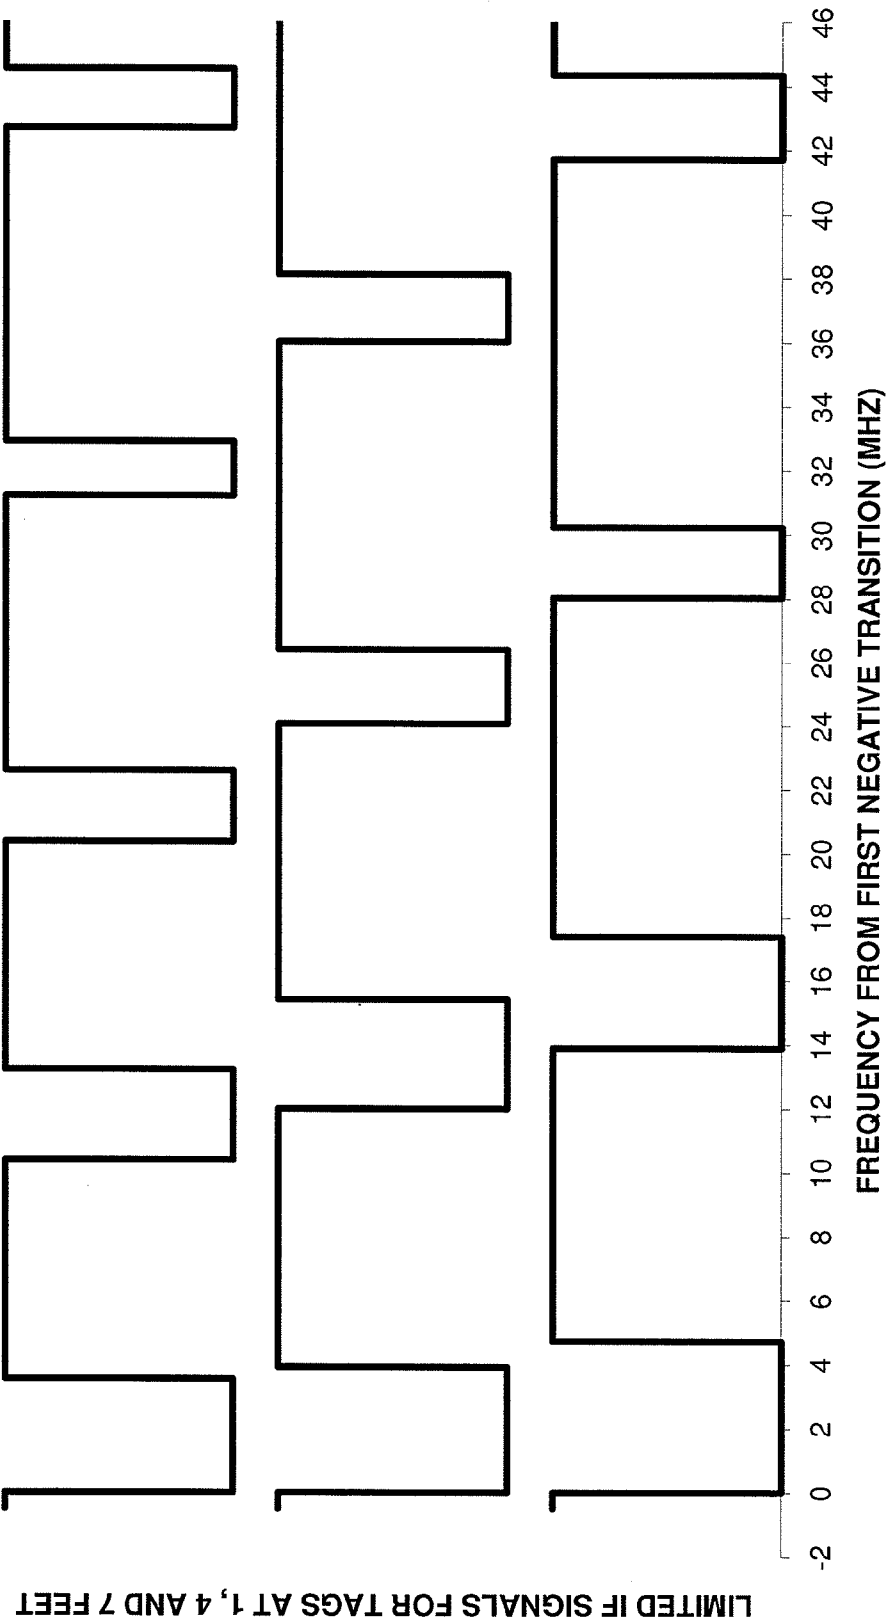 LIMITED IF SIGNALS FOR TAGS AT 1, 4 AND 7 FEET
-2 0 2 4 6 8 10 12 14 16 18 20 22 24 26 28 30 32 34 36 38 40 42 44 46
FREQUENCY FROM FIRST NEGATIVE TRANSITION (MHZ)